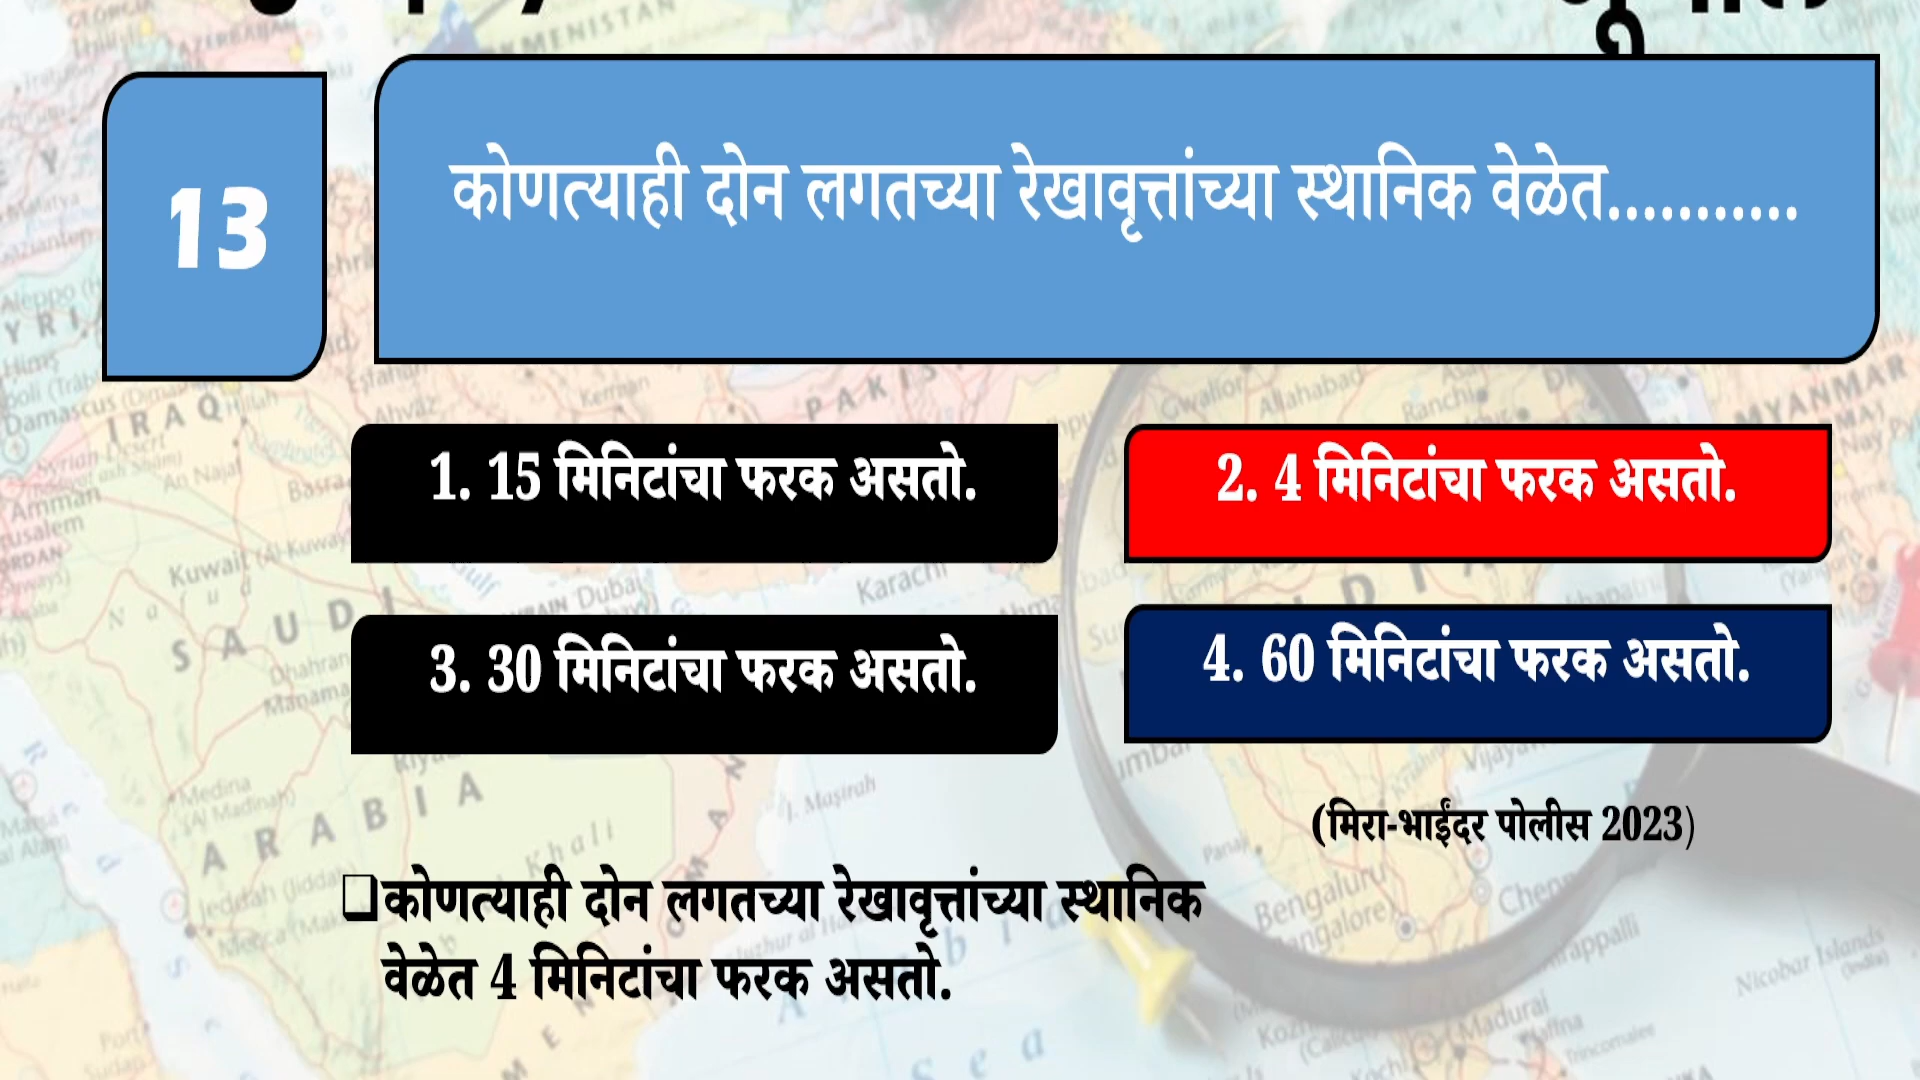 13
कोणत्याही दोन लगतच्या रेखावृत्तांच्या स्थानिक वेळेत...........
1. 15 मिनिटांचा फरक असतो.
2. 4 मिनिटांचा फरक असतो.
3. 30 मिनिटांचा फरक असतो.
4. 60 मिनिटांचा फरक असतो.
(मिरा-भाईंदर पोलीस 2023)
❑कोणत्याही दोन लगतच्या रेखावृत्तांच्या स्थानिक
वेळेत 4 मिनिटांचा फरक असतो.